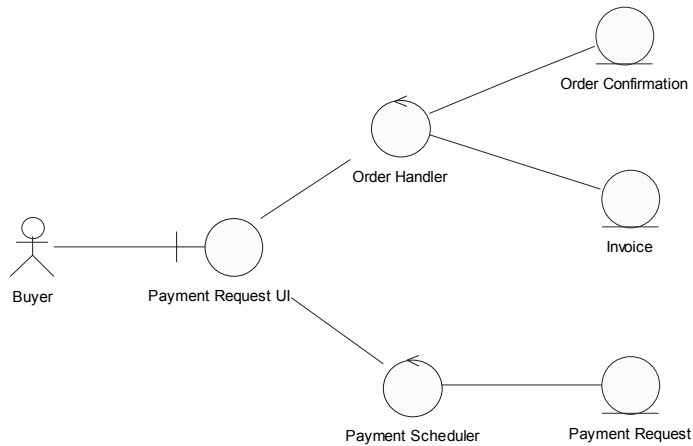 Order Confirmation
Order Handler
Invoice
Buyer
Payment Request UI
Payment Scheduler
Payment Request